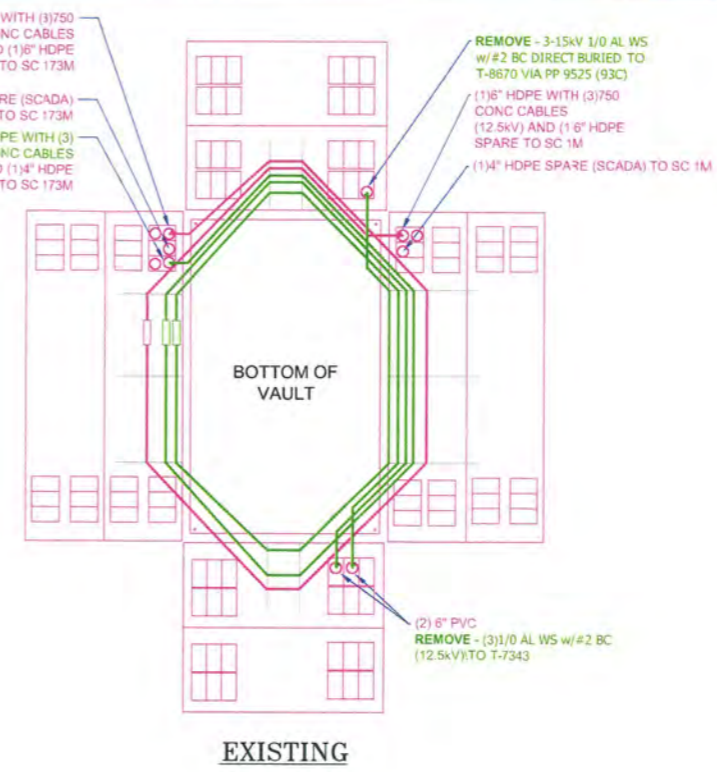 WITH (3)750
NC CABLES
(1)6" HDPE
TO SC 173M
RE (SCADA)
TO SC 173M
PE WITH (3)
NC CABLES
(1)4" HDPE
TO SC 173M
REMOVE - 3-15kV 1/0 AL WS
w/#2 BC DIRECT BURIED TO
T-8670 VIA PP 9525 (93C)
(1)6" HDPE WITH (3)750
CONC CABLES
(12.5kV) AND (1 6" HDPE
SPARE TO SC 1M
(1)4" HDPE SPARE (SCADA) TO SC 1M
BOTTOM OF
VAULT
(2) 6" PVC
REMOVE - (3)1/0 AL WS w/#2 BC
(12.5kV) TO T-7343
EXISTING